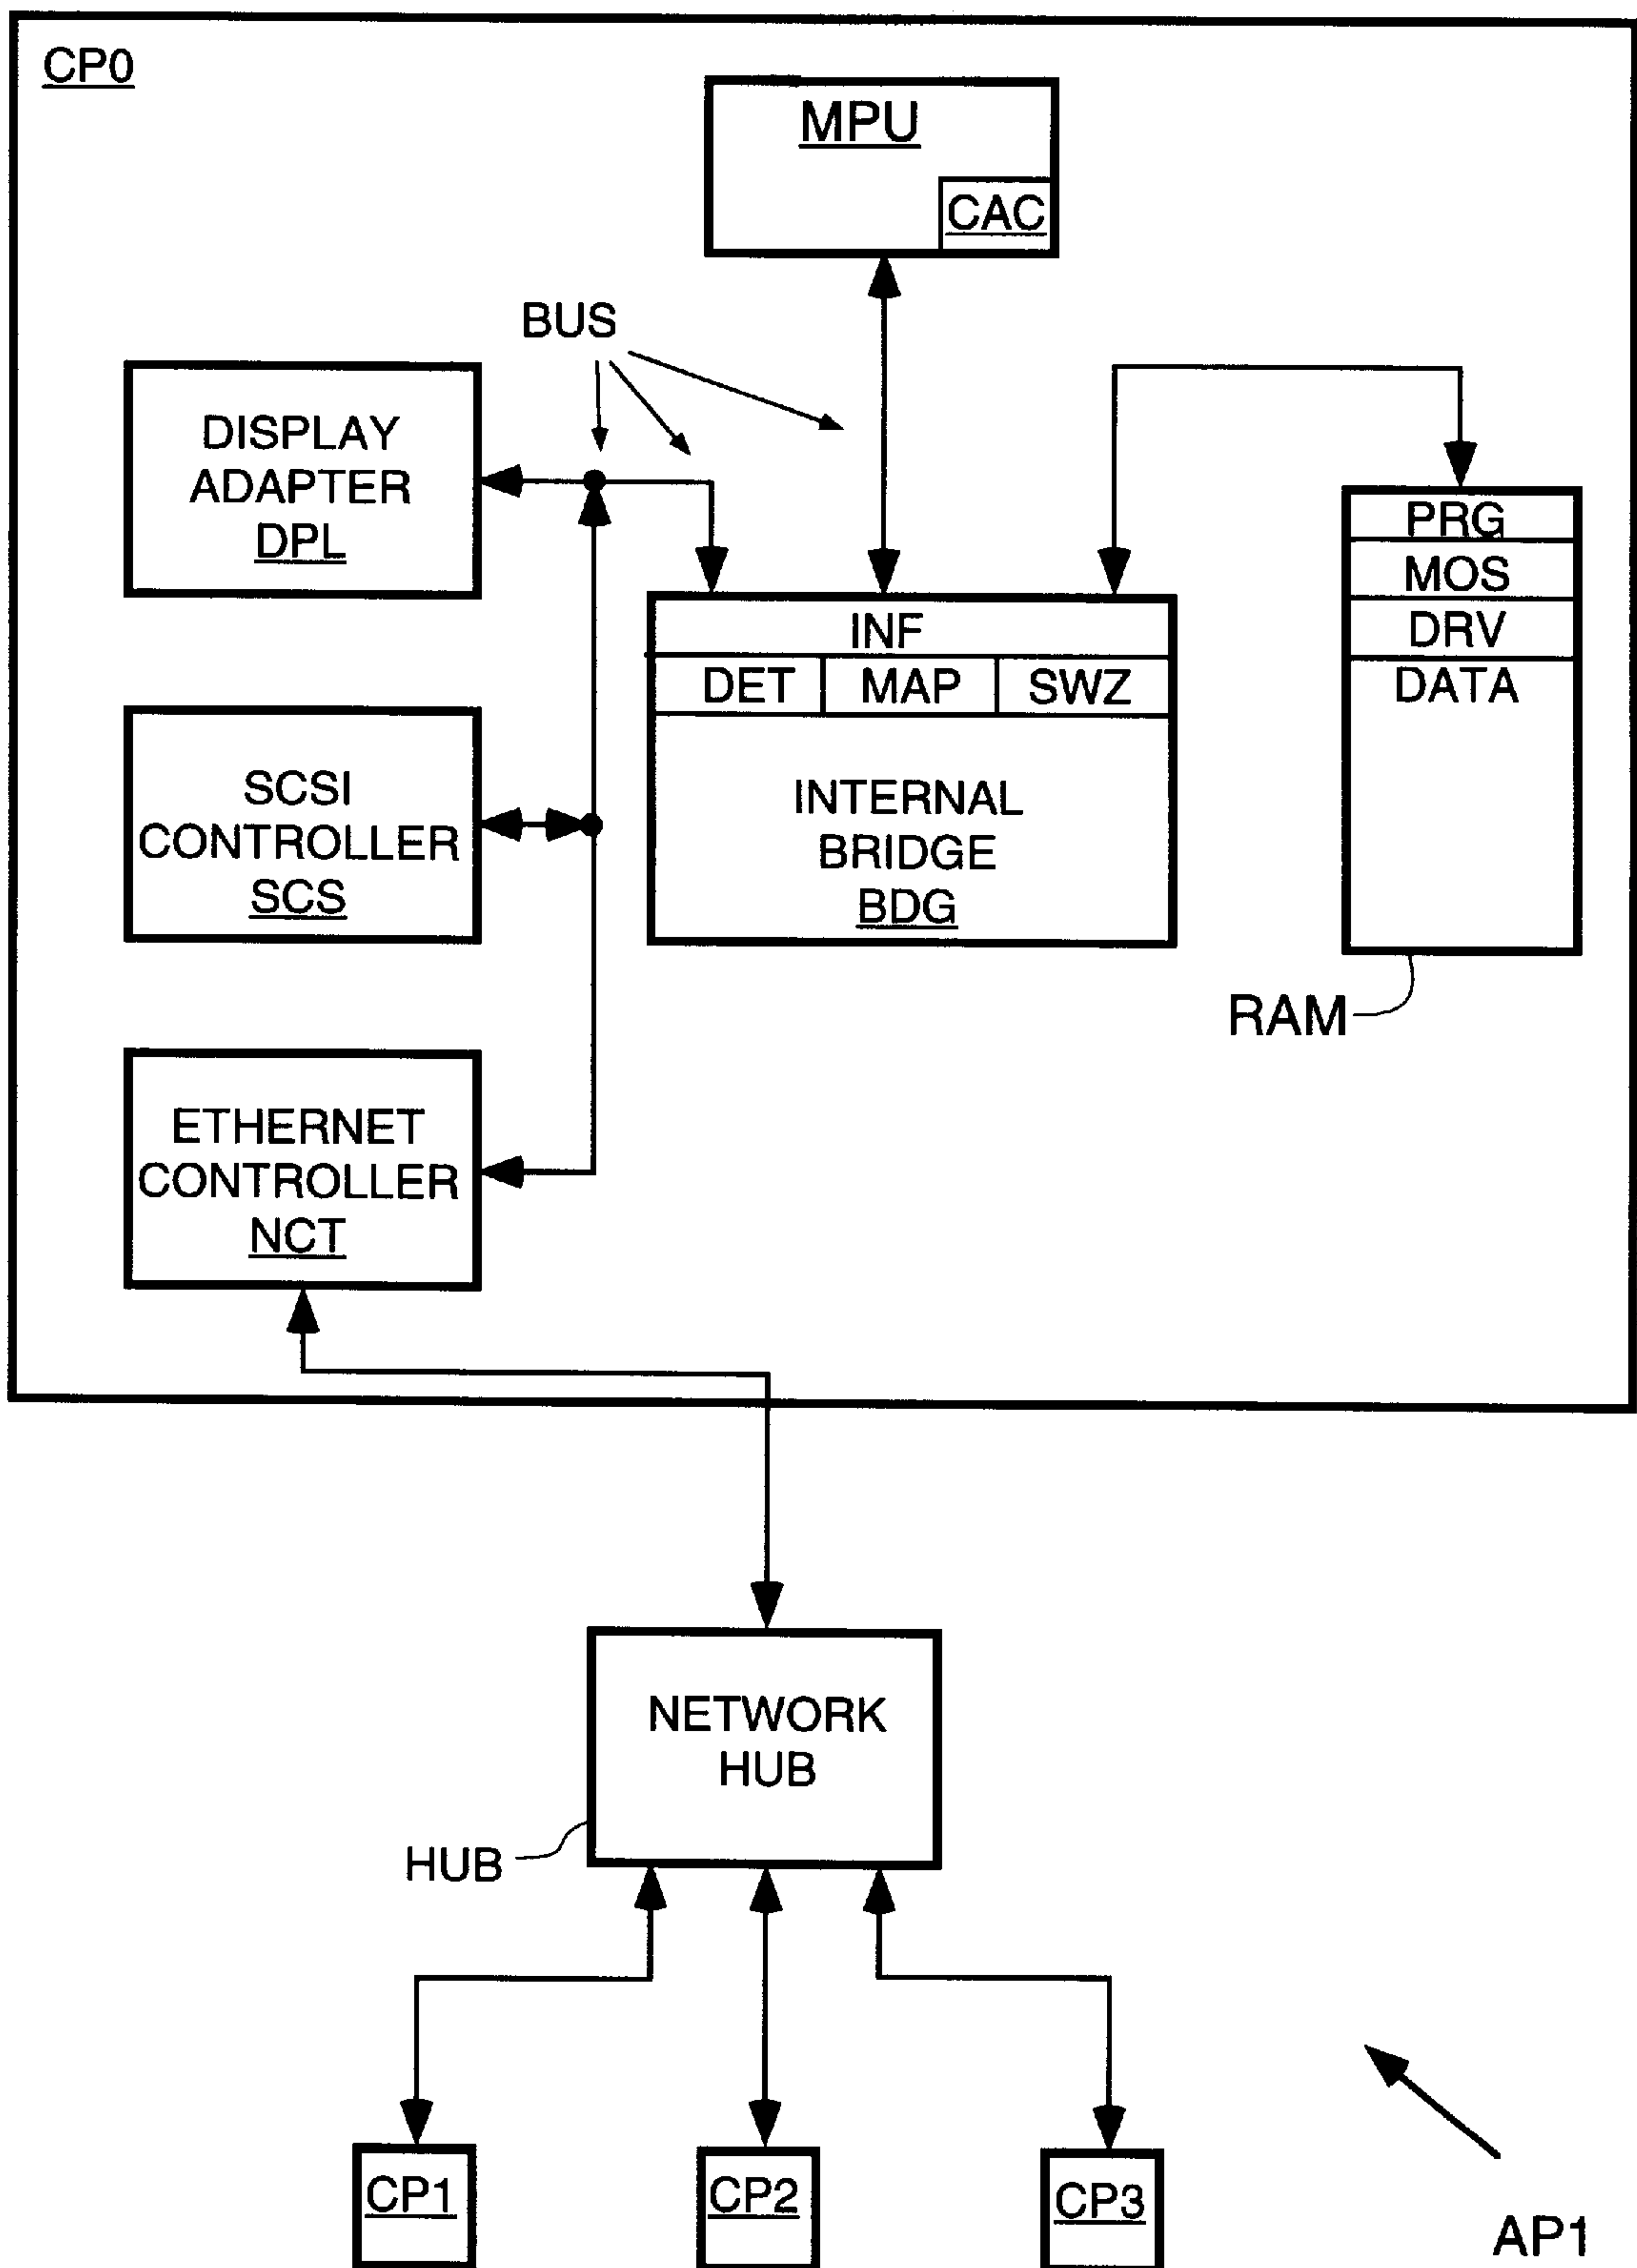 CP0
MPU
CAC
BUS
DISPLAY
ADAPTER
DPL
PRG
MOS
DRV
DATA
INF
DET MAP SWZ
INTERNAL
BRIDGE
BDG
SCSI
CONTROLLER
SCS
RAM
ETHERNET
CONTROLLER
NCT
NETWORK
HUB
HUB
CP1
CP2
CP3
AP1